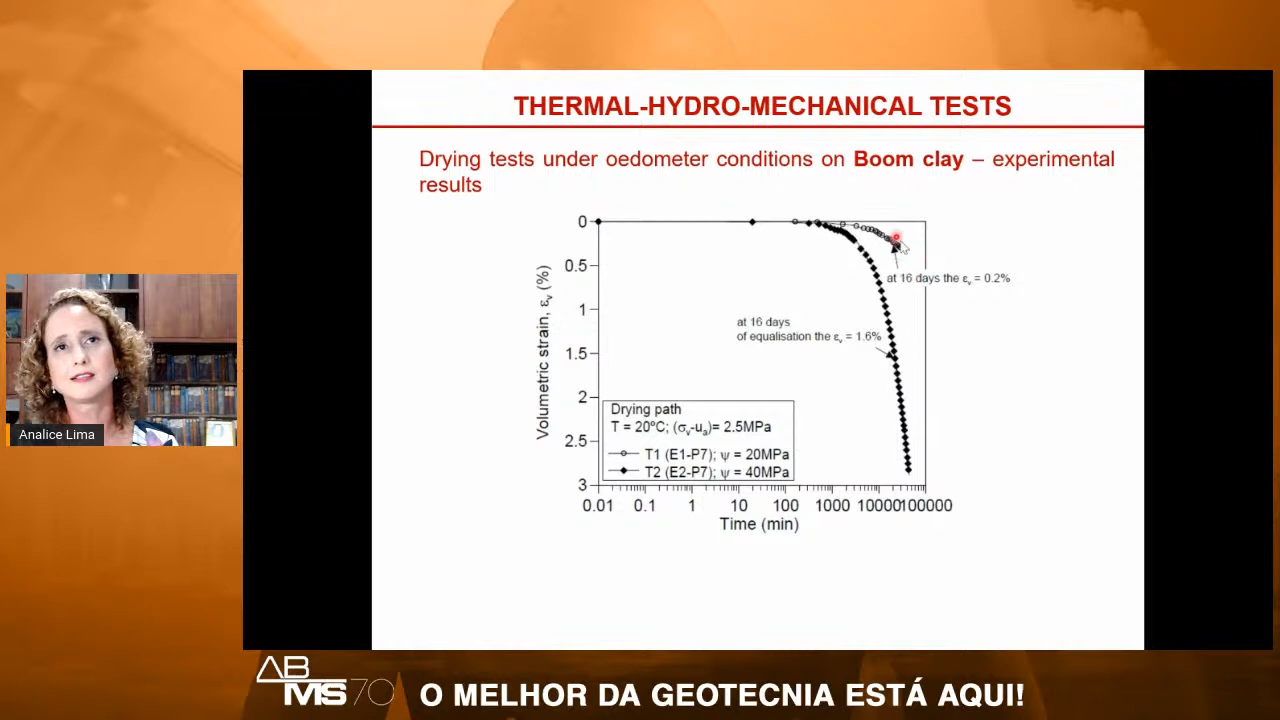 THERMAL-HYDRO-MECHANICAL TESTS
Drying tests under oedometer conditions on Boom clay – experimental
results
0
0.5
1
1.5
2
2.5
3
Volumetric strain, εv (%)
at 16 days the εv = 0.2%
at 16 days
of equalisation the εv = 1.6%
Drying path
T = 20ºC; (σv-ua)= 2.5MPa
T1 (E1-P7); ψ = 20MPa
T2 (E2-P7); ψ = 40MPa
0.01 0.1 1 10 100 1000 10000 100000
Time (min)
Analice Lima
ABMS70
O MELHOR DA GEOTECNIA ESTÁ AQUI!